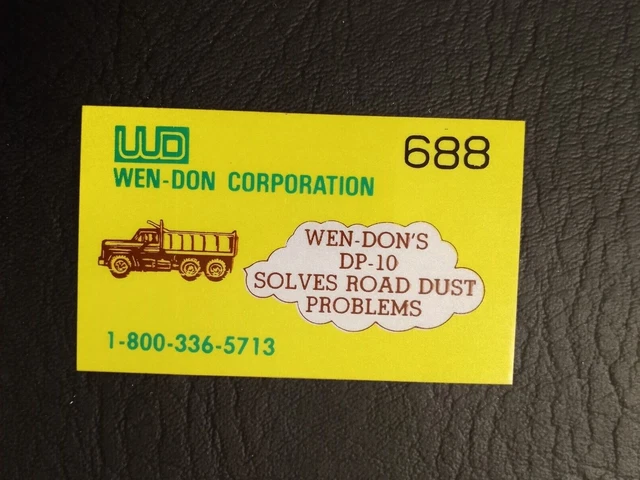 WD
WEN-DON CORPORATION
688
WEN-DON'S
DP-10
SOLVES ROAD DUST
PROBLEMS
1-800-336-5713